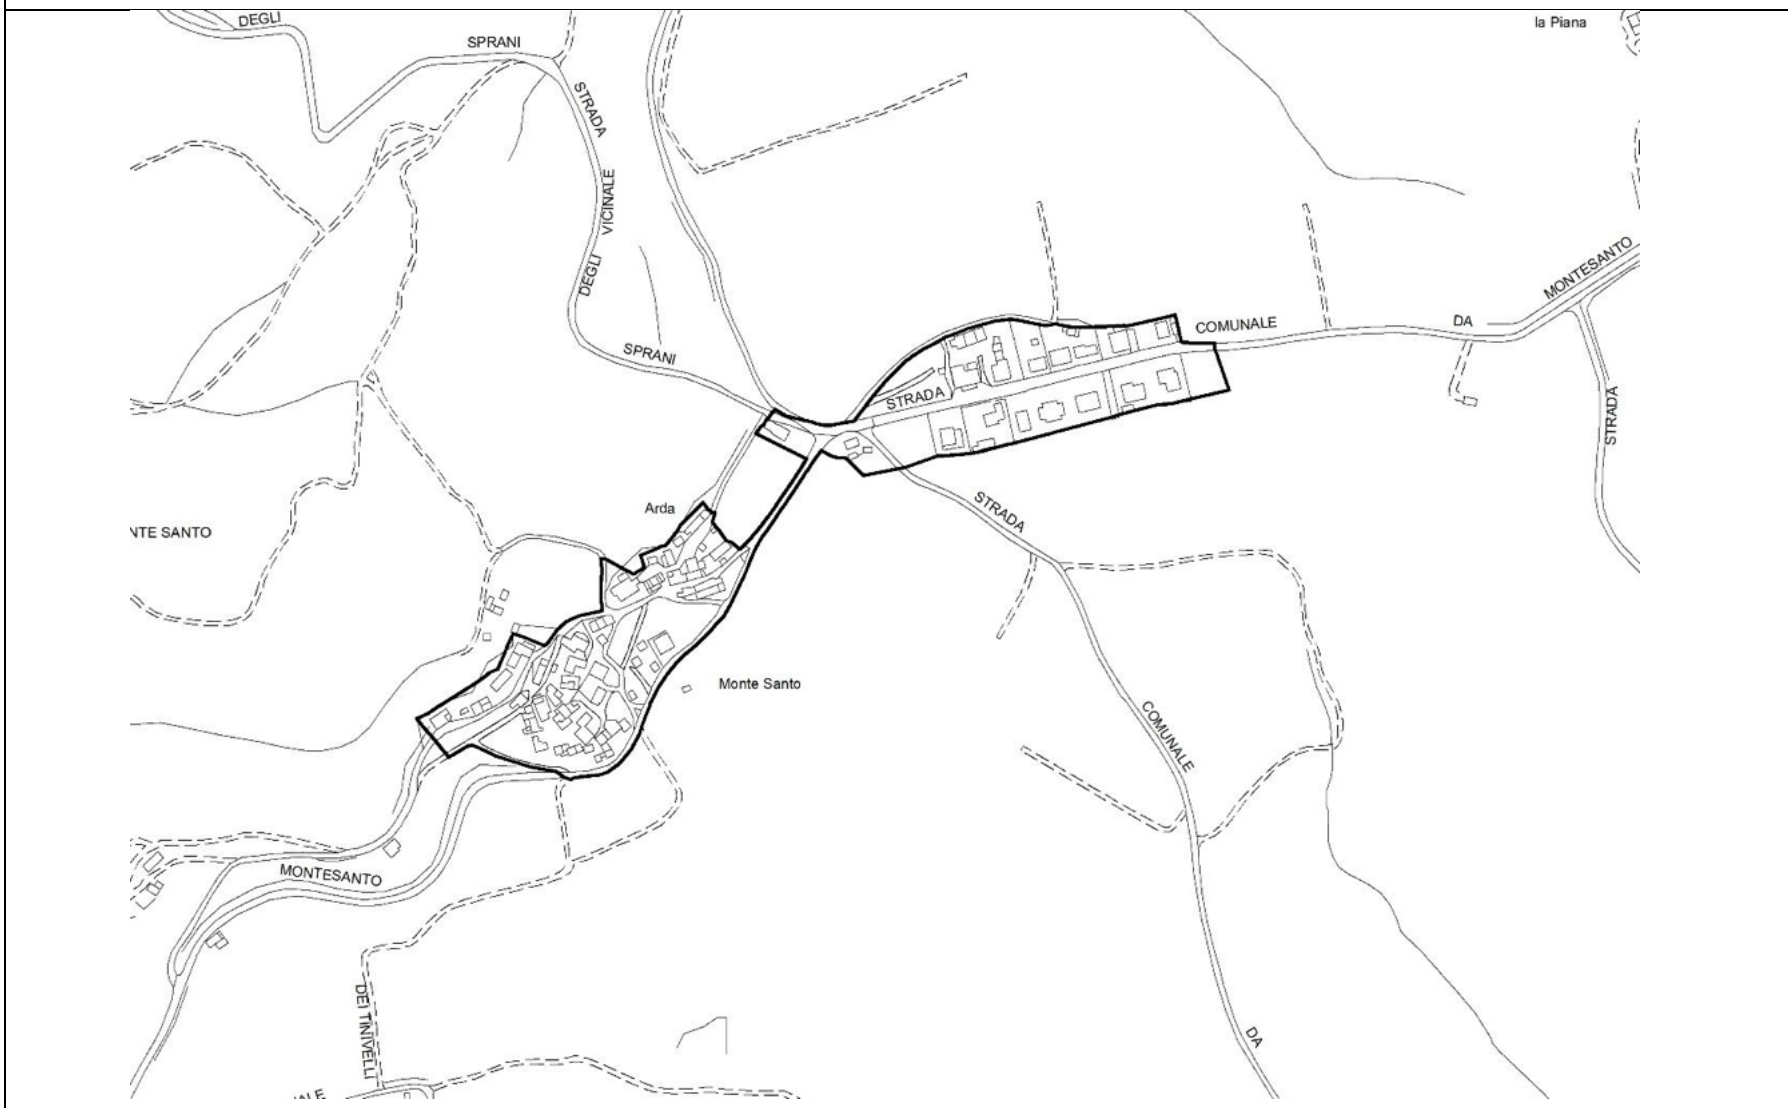 DEGLI
la Piana
SPRANI
STRADA
VICINALE
DEGLI
MONTESANTO
SPRANI
COMUNALE
DA
STRADA
STRADA
Arda
STRADA
NTE SANTO
Monte Santo
COMUNALE
MONTESANTO
DEI TINIVELLI
DA